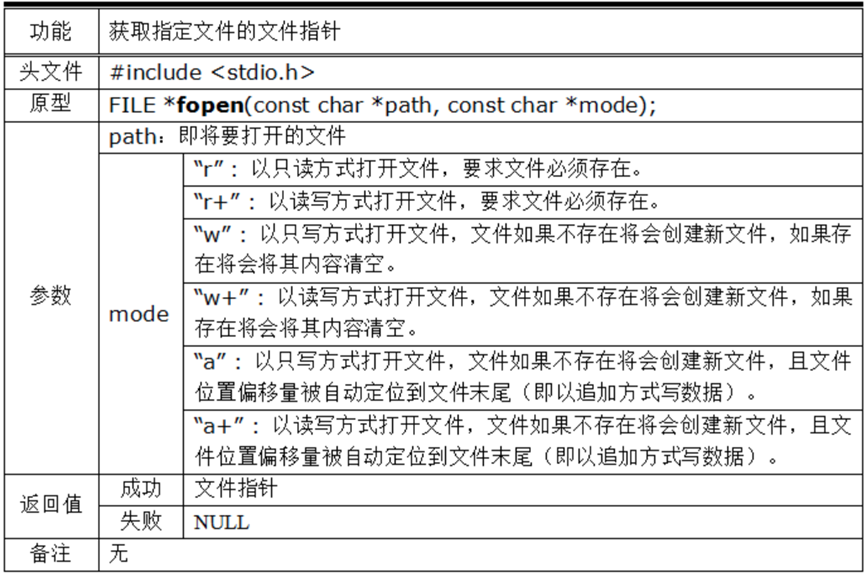 功能 获取指定文件的文件指针
头文件 #include <stdio.h>
原型 FILE *fopen(const char *path, const char *mode);
参数
path：即将要打开的文件
mode
“r”：以只读方式打开文件，要求文件必须存在。
“r+”：以读写方式打开文件，要求文件必须存在。
“w”：以只写方式打开文件，文件如果不存在将会创建新文件，如果存
在将会将其内容清空。
“w+”：以读写方式打开文件，文件如果不存在将会创建新文件，如果
存在将会将其内容清空。
“a”：以只写方式打开文件，文件如果不存在将会创建新文件，且文件
位置偏移量被自动定位到文件末尾（即以追加方式写数据）。
“a+”：以读写方式打开文件，文件如果不存在将会创建新文件，且文
件位置偏移量被自动定位到文件末尾（即以追加方式写数据）。
返回值
成功 文件指针
失败 NULL
备注 无